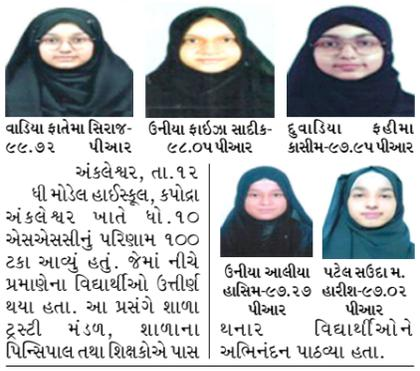 વાડિયા ફાતેમા સિરાજ-
૯૯.૭૨ પીઆર
ઉનીયા ફાઇઝા સાદીક-
૯૮.૦૫ પીઆર
દુવાડિયા ફહીમા
કાસીમ-૯૭.૯૫ પીઆર
અંકલેશ્વર, તા.૧૨
ધી મોડેલ હાઈસ્કૂલ, કપોદ્રા
અંકલેશ્વર ખાતે ધો.૧૦
એસએસસીનું પરિણામ ૧૦૦
ટકા આવ્યું હતું. જેમાં નીચે
પ્રમાણેના વિદ્યાર્થીઓ ઉત્તીર્ણ
થયા હતા. આ પ્રસંગે શાળા
ટ્રસ્ટી મંડળ, શાળાના
પિન્સિપાલ તથા શિક્ષકોએ પાસ
ઉનીયા આલીયા
હાસિમ-૯૭.૨૭
પીઆર
પટેલ સઉદા મ.
હારીશ-૯૭.૦૨
પીઆર
થનાર વિદ્યાર્થીઓને
અભિનંદન પાઠવ્યા હતા.